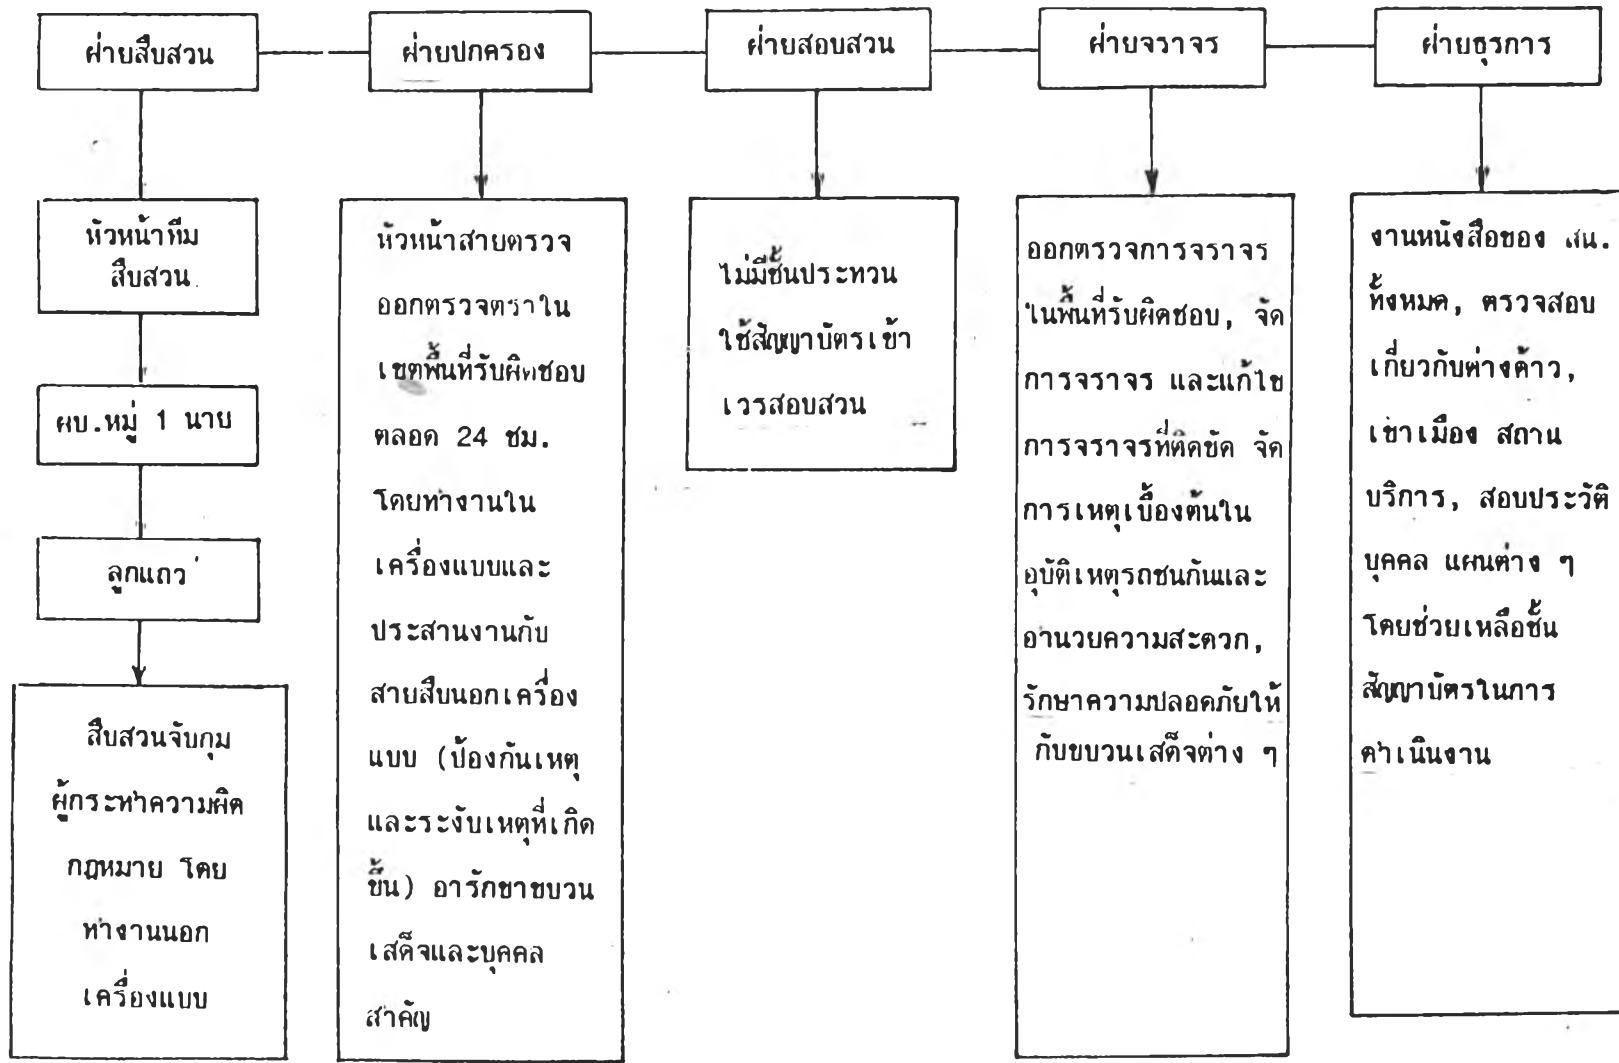 ฝ่ายสืบสวน
ฝ่ายปกครอง
ฝ่ายสอบสวน
ฝ่ายจราจร
ฝ่ายธุรการ
หัวหน้าทีม
สืบสวน
ผบ.หมู่ 1 นาย
ลูกแถว
สืบสวนจับกุม
ผู้กระทำความผิด
กฎหมาย โดย
ทำงานนอก
เครื่องแบบ
หัวหน้าสายตรวจ
ออกตรวจตราใน
เขตพื้นที่รับผิดชอบ
ตลอด 24 ชม.
โดยทำงานใน
เครื่องแบบและ
ประสานงานกับ
สายสืบนอกเครื่อง
แบบ (ป้องกันเหตุ
และระงับเหตุที่เกิด
ขึ้น) อารักขาขบวน
เสด็จและบุคคล
สำคัญ
ไม่มีชั้นประทวน
ใช้สัญญาบัตรเข้า
เวรสอบสวน
ออกตรวจการจราจร
ในพื้นที่รับผิดชอบ, จัด
การจราจร และแก้ไข
การจราจรที่ติดขัด จัด
การเหตุเบื้องต้นใน
อุบัติเหตุรถชนกันและ
อำนวยความสะดวก,
รักษาความปลอดภัยให้
กับขบวนเสด็จต่าง ๆ
งานหนังสือของ สน.
ทั้งหมด, ตรวจสอบ
เกี่ยวกับต่างด้าว,
เข้าเมือง สถาน
บริการ, สอบประวัติ
บุคคล แผนต่าง ๆ
โดยช่วยเหลือชั้น
สัญญาบัตรในการ
ดำเนินงาน